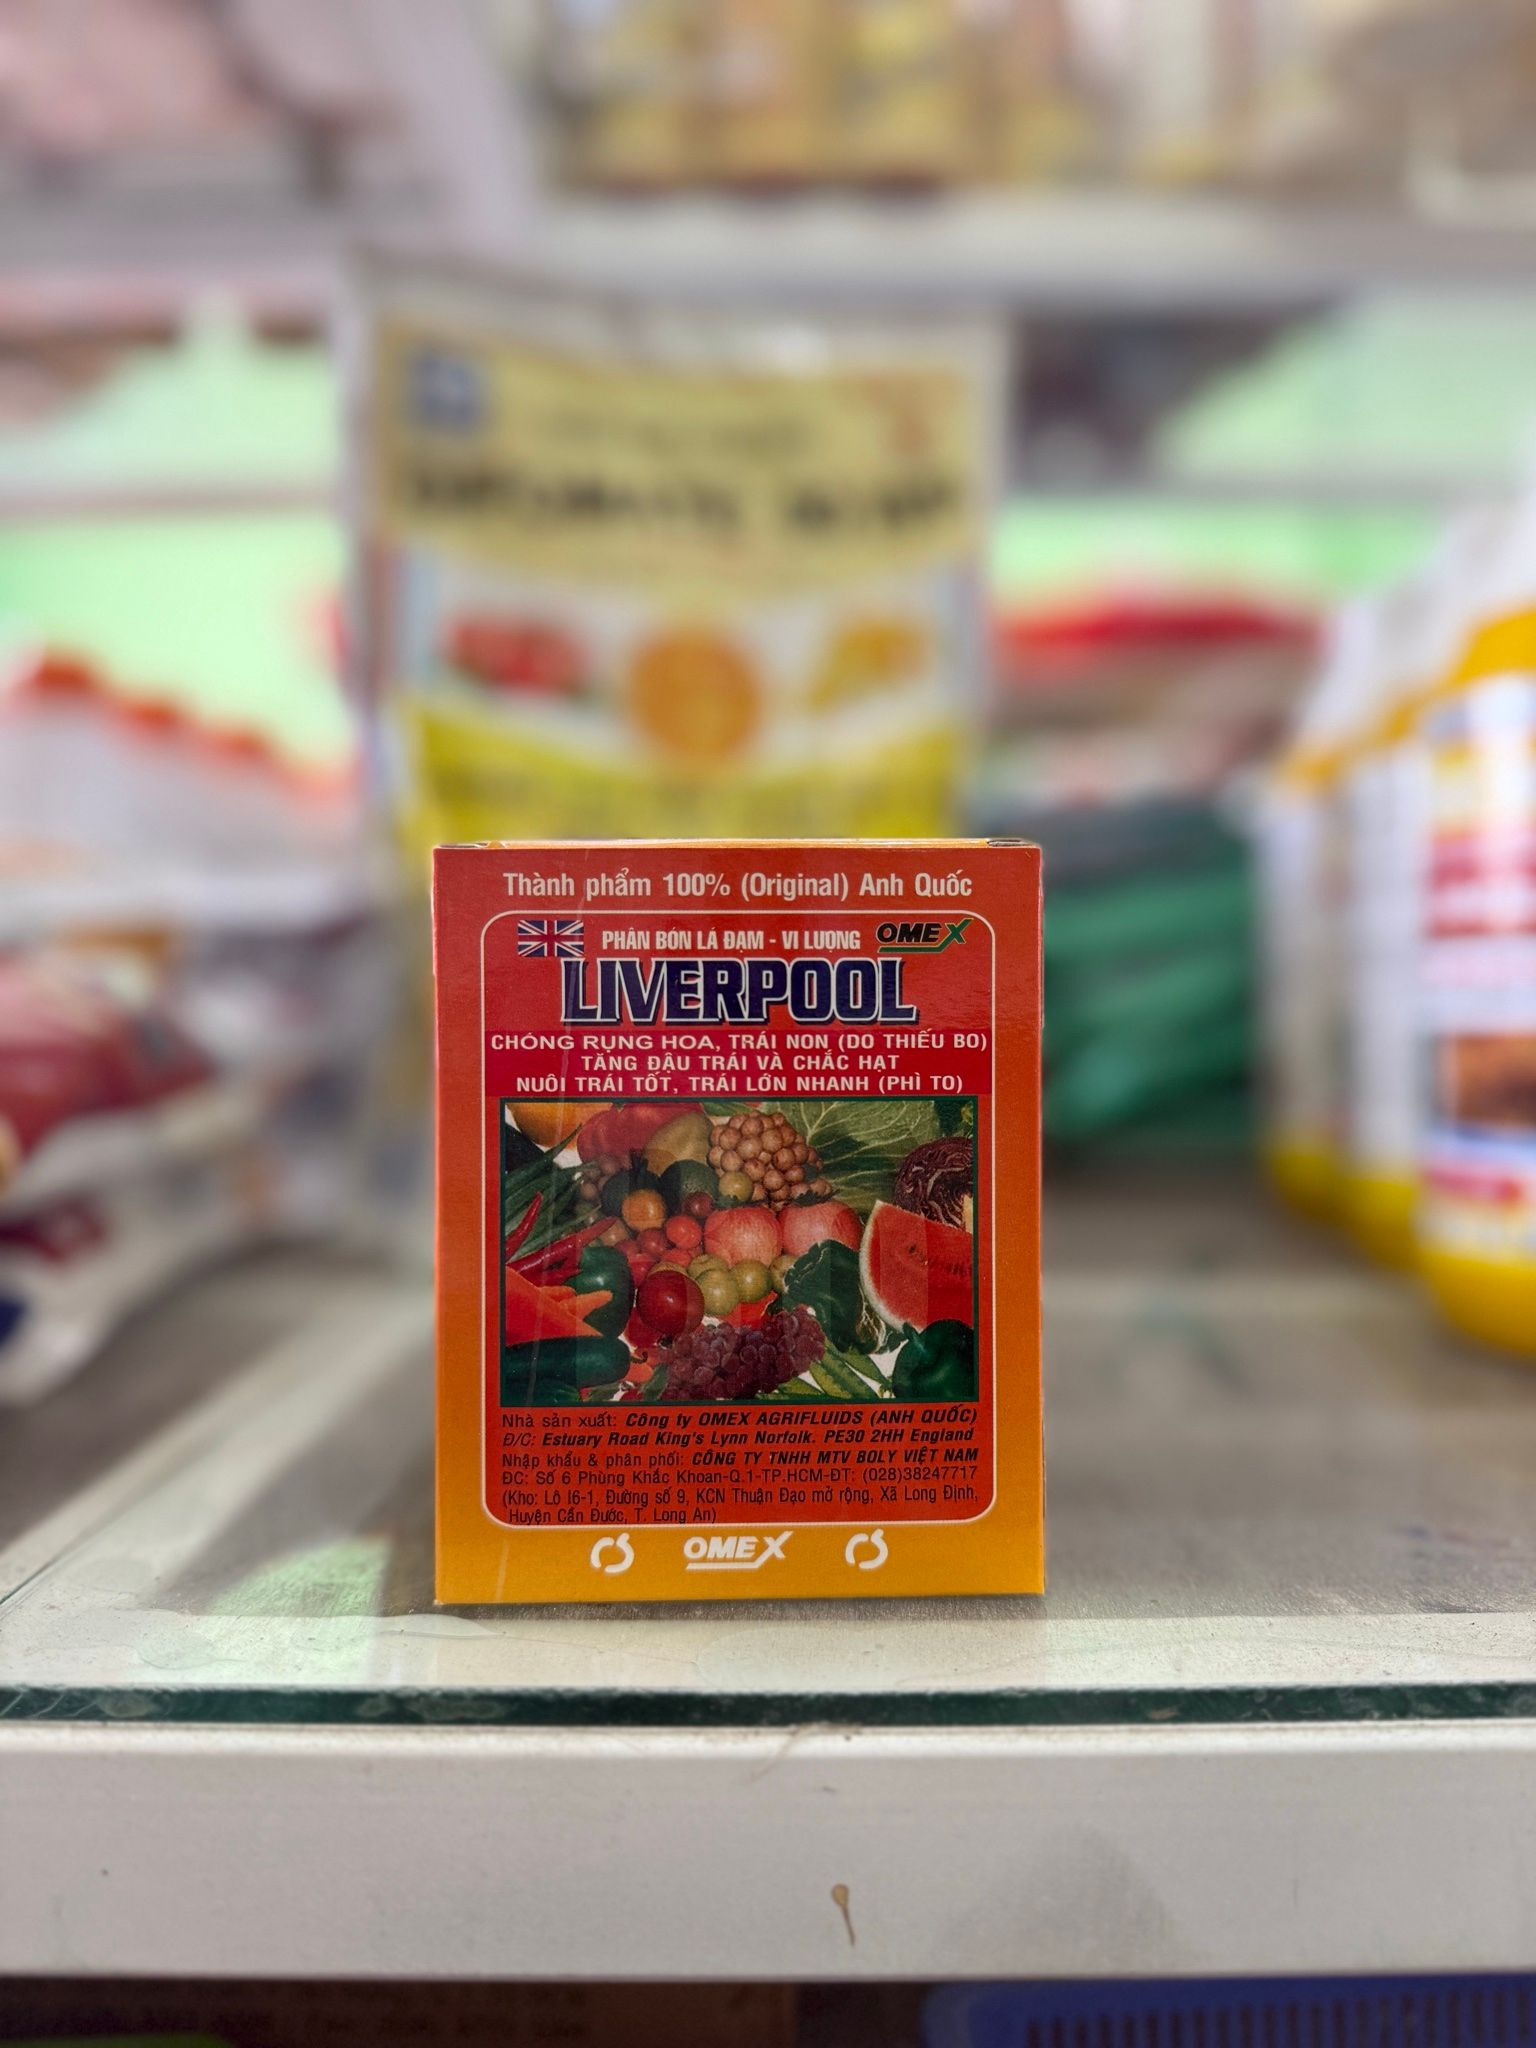 Thành phẩm 100% (Original) Anh Quốc
PHÂN BÓN LÁ ĐẠM - VI LƯỢNG OMEX
LIVERPOOL
CHỐNG RỤNG HOA, TRÁI NON (DO THIẾU BO)
TĂNG ĐẬU TRÁI VÀ CHẮC HẠT
NUÔI TRÁI TỐT, TRÁI LỚN NHANH (PHÌ TO)
Nhà sản xuất: Công ty OMEX AGRIFLUIDS (ANH QUỐC)
Đ/C: Estuary Road King's Lynn Norfolk. PE30 2HH England
Nhập khẩu & phân phối: CÔNG TY TNHH MTV BOLY VIỆT NAM
ĐC: Số 6 Phùng Khắc Khoan-Q.1-TP.HCM-ĐT: (028)38247717
(Kho: Lô I6-1, Đường số 9, KCN Thuận Đạo mở rộng, Xã Long Định,
Huyện Cần Đước, T. Long An)
OMEX